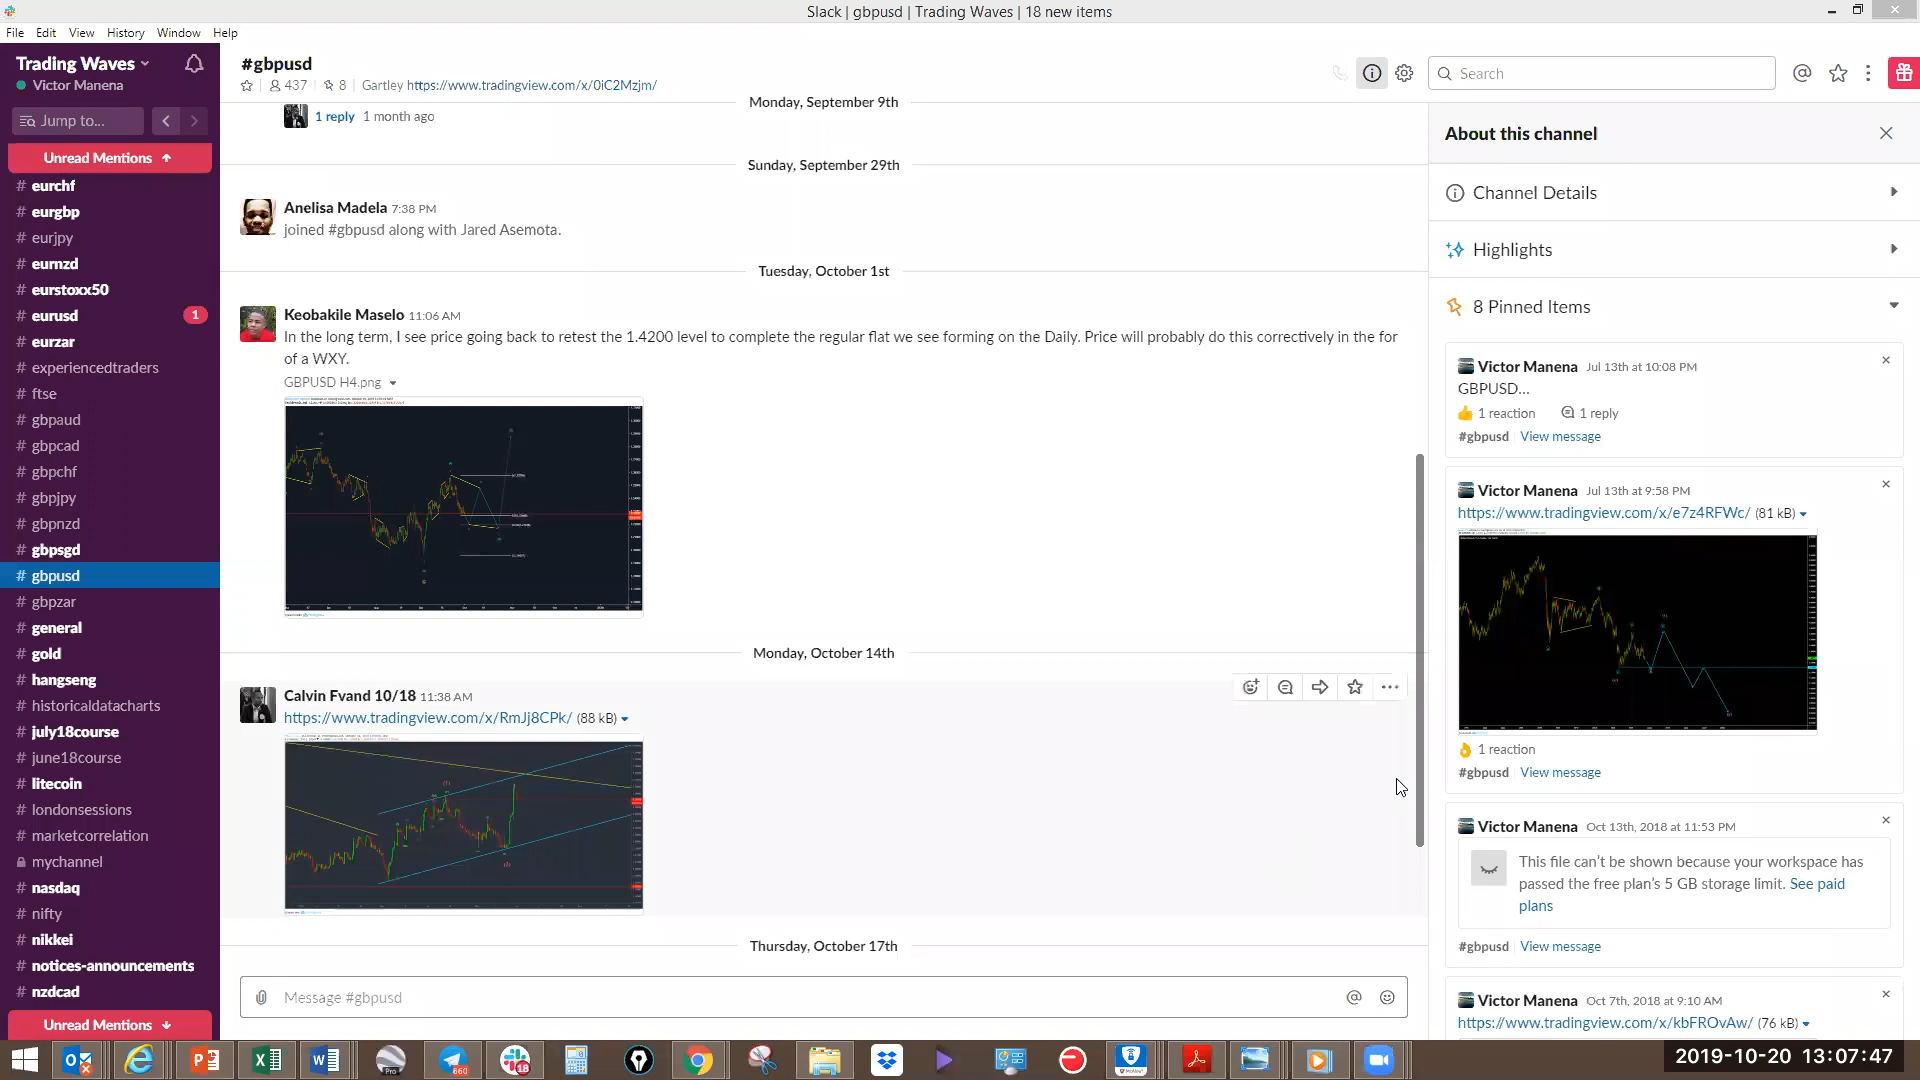 Slack | gbpusd | Trading Waves | 18 new items
File Edit View History Window Help
Trading Waves
Victor Manena
Jump to...
Unread Mentions
# eurchf
# eurgbp
# eurjpy
# eurnzd
# eurstoxx50
# eurusd 1
# eurzar
# experiencedtraders
# ftse
# gbpaud
# gbpcad
# gbpchf
# gbpjpy
# gbpnzd
# gbpsgd
# gbpusd
# gbpzar
# general
# gold
# hangseng
# historicaldatacharts
# july18course
# june18course
# litecoin
# londonsessions
# marketcorrelation
mychannel
# nasdaq
# nifty
# nikkei
# notices-announcements
# nzdcad
Unread Mentions
#gbpusd
437 8 Gartley https://www.tradingview.com/x/0iC2Mzjm/
Search
Monday, September 9th
1 reply 1 month ago
Sunday, September 29th
Anelisa Madela 7:38 PM
joined #gbpusd along with Jared Asemota.
Tuesday, October 1st
Keobakile Maselo 11:06 AM
In the long term, I see price going back to retest the 1.4200 level to complete the regular flat we see forming on the Daily. Price will probably do this correctively in the for
of a WXY.
GBPUSD H4.png
Monday, October 14th
Calvin Fvand 10/18 11:38 AM
https://www.tradingview.com/x/RmJj8CPk/ (88 kB)
Thursday, October 17th
Message #gbpusd
About this channel
Channel Details
Highlights
8 Pinned Items
Victor Manena Jul 13th at 10:08 PM
GBPUSD...
1 reaction 1 reply
#gbpusd View message
Victor Manena Jul 13th at 9:58 PM
https://www.tradingview.com/x/e7z4RFWc/ (81 kB)
1 reaction
#gbpusd View message
Victor Manena Oct 13th, 2018 at 11:53 PM
This file can't be shown because your workspace has
passed the free plan's 5 GB storage limit. See paid
plans
#gbpusd View message
Victor Manena Oct 7th, 2018 at 9:10 AM
https://www.tradingview.com/x/kbFROvAw/ (76 kB)
Pro
660
18
2019-10-20 13:07:47